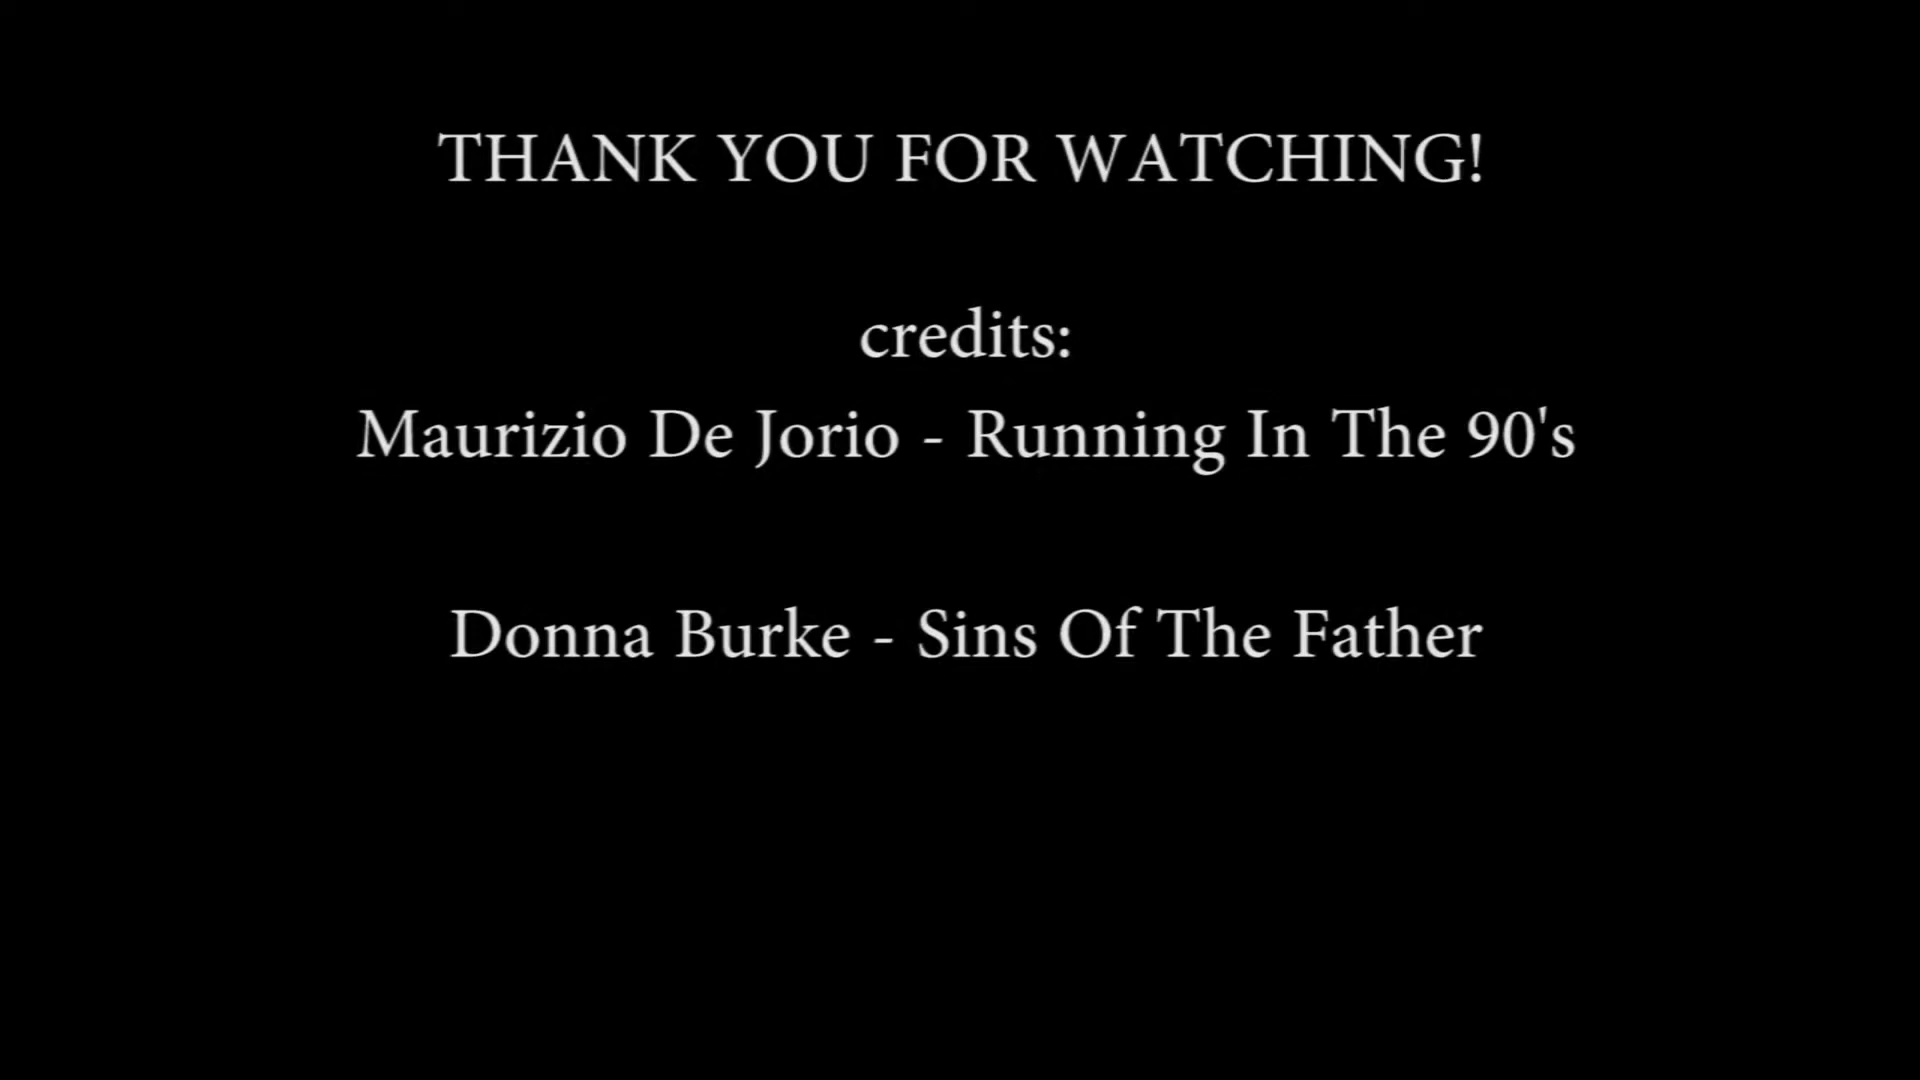 THANK YOU FOR WATCHING!
credits:
Maurizio De Jorio - Running In The 90's
Donna Burke - Sins Of The Father